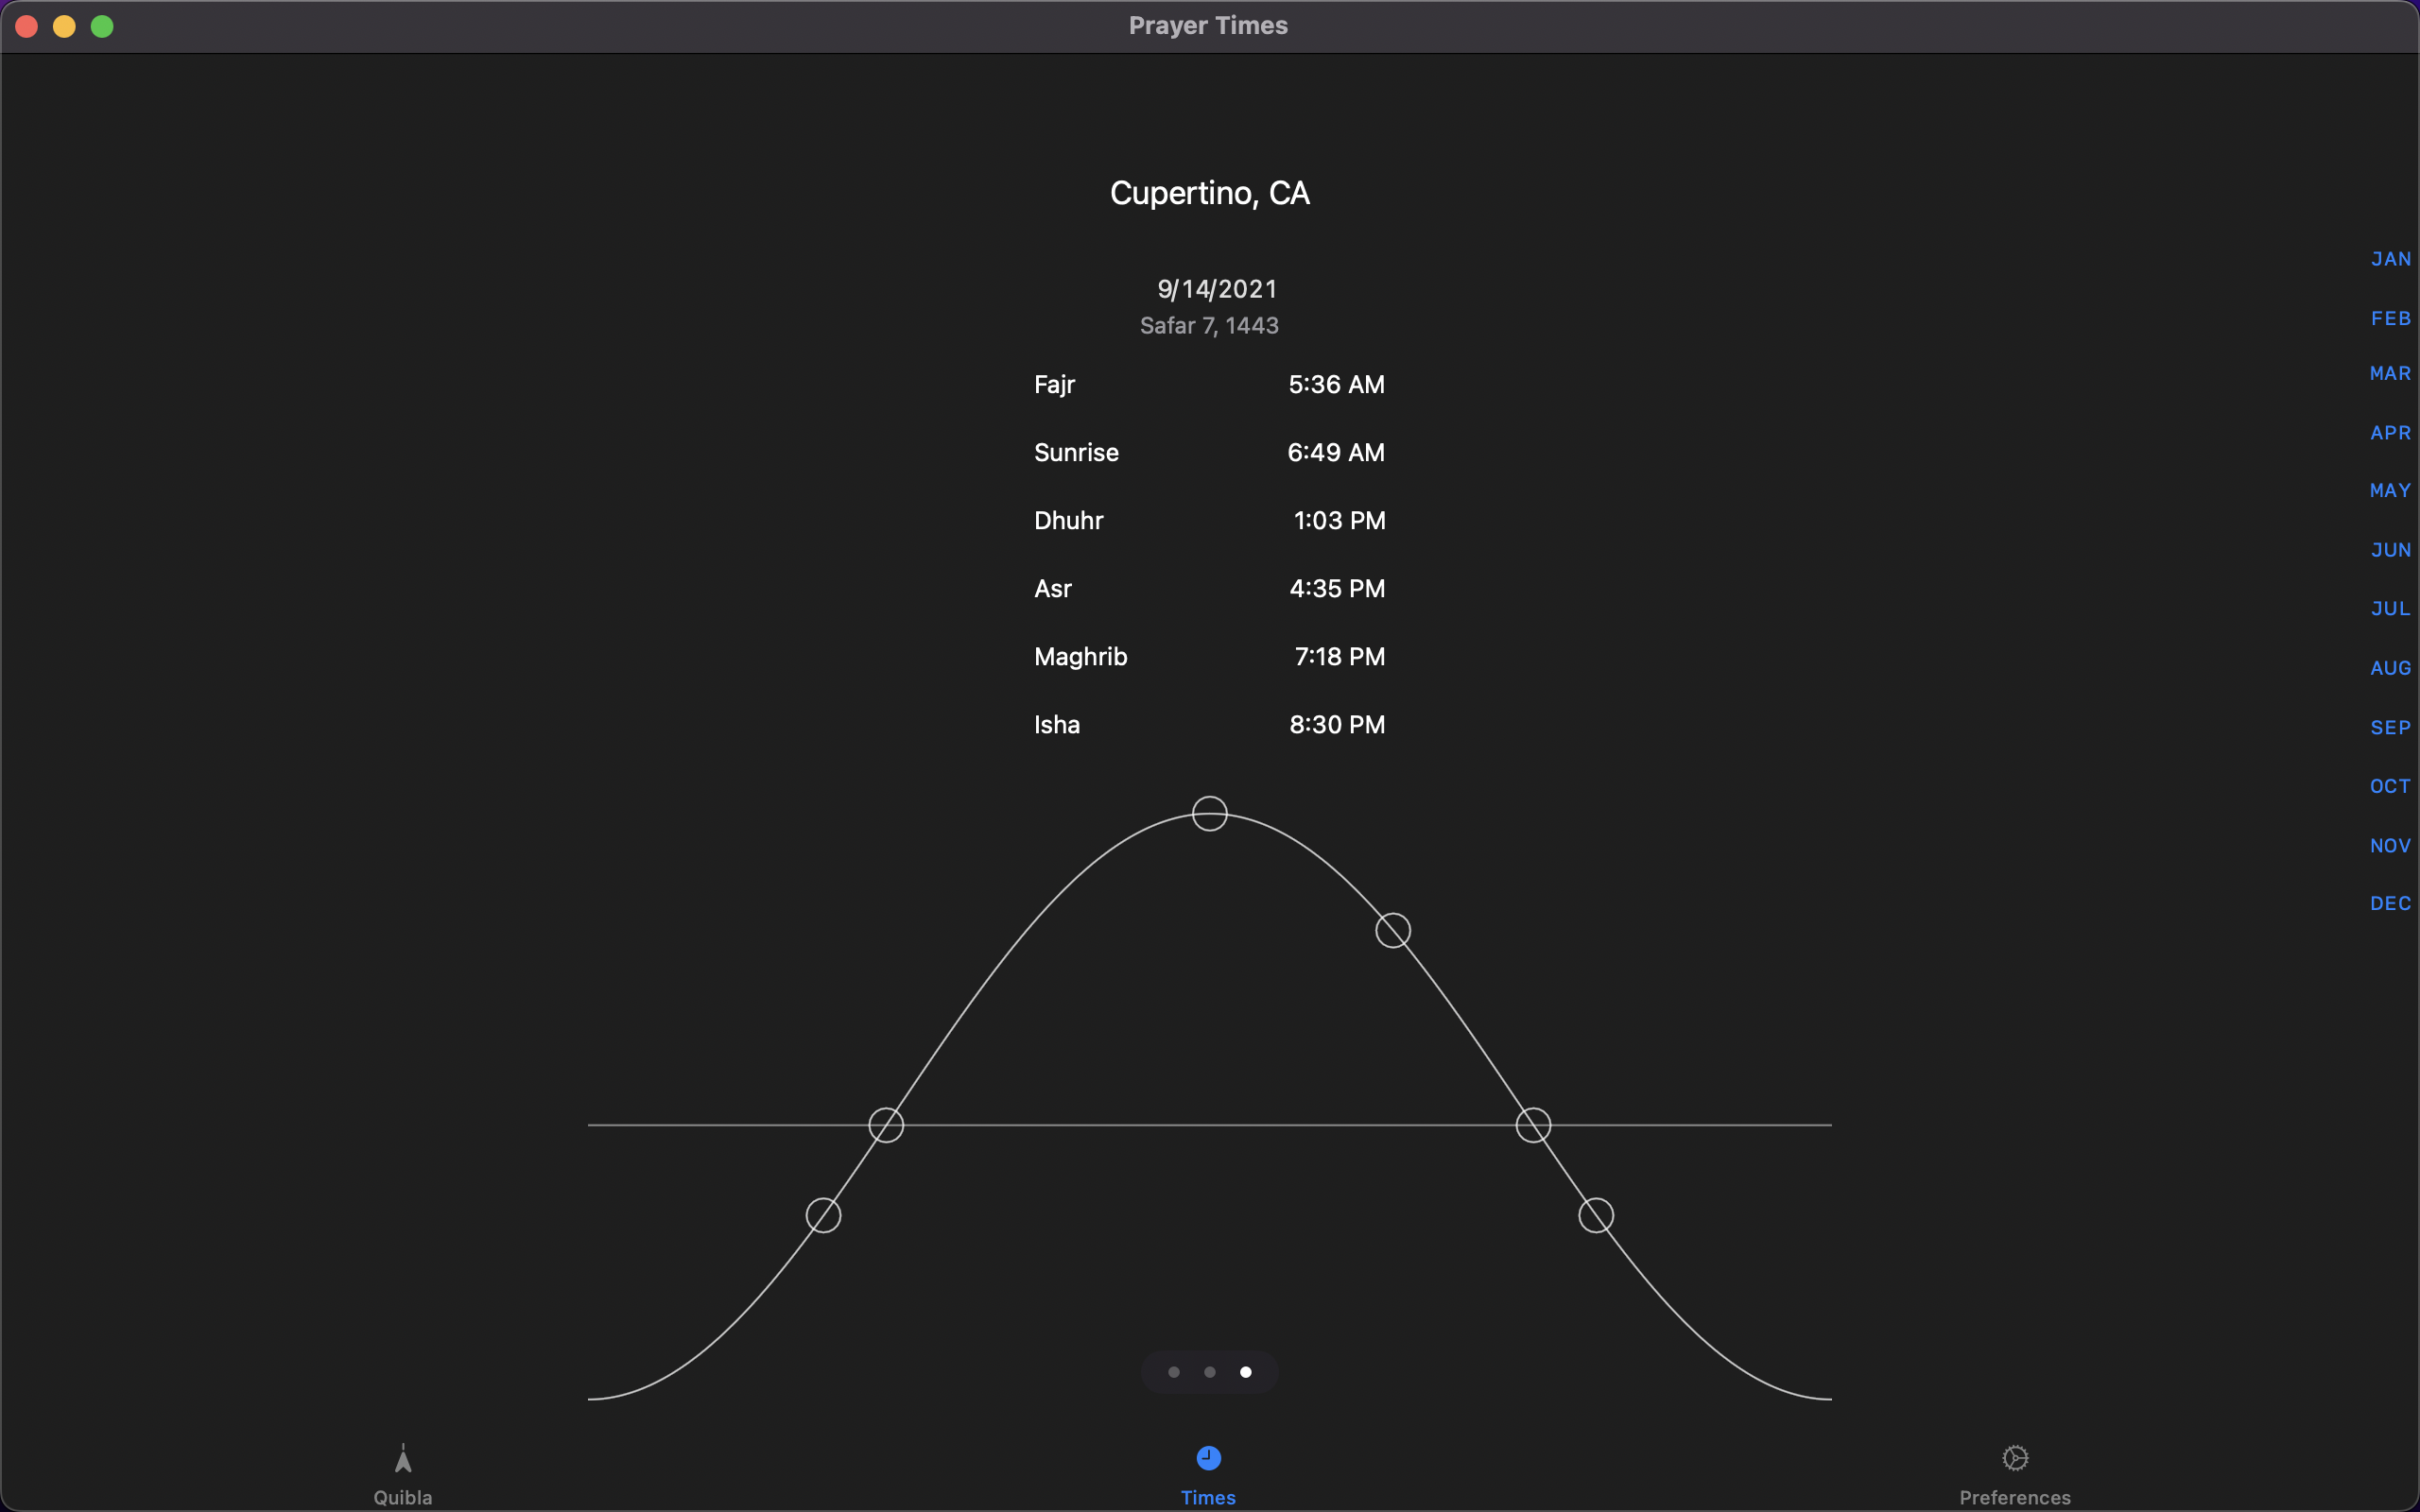 Prayer Times
Cupertino, CA
9/14/2021
Safar 7, 1443
Fajr 5:36 AM
Sunrise 6:49 AM
Dhuhr 1:03 PM
Asr 4:35 PM
Maghrib 7:18 PM
Isha 8:30 PM
JAN
FEB
MAR
APR
MAY
JUN
JUL
AUG
SEP
OCT
NOV
DEC
Quibla Times Preferences